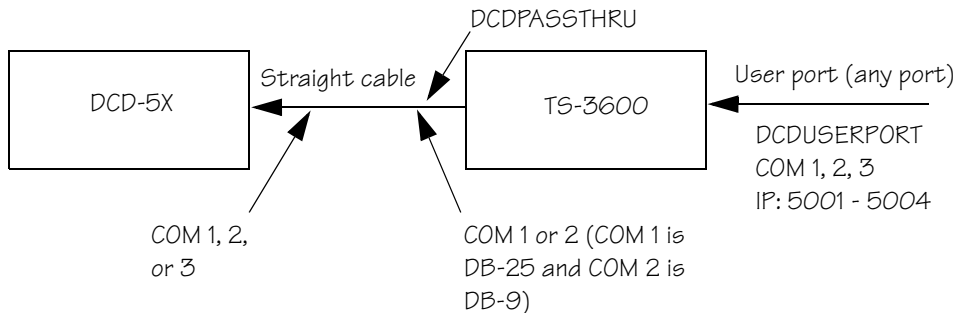 DCDPASSTHRU
DCD-5X
Straight cable
TS-3600
User port (any port)
DCDUSERPORT
COM 1, 2, 3
IP: 5001 - 5004
COM 1, 2,
or 3
COM 1 or 2 (COM 1 is
DB-25 and COM 2 is
DB-9)